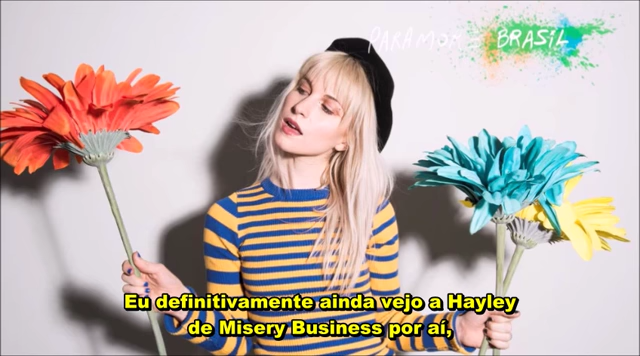 PARAMORE BRASIL
Eu definitivamente ainda vejo a Hayley
de Misery Business por aí,